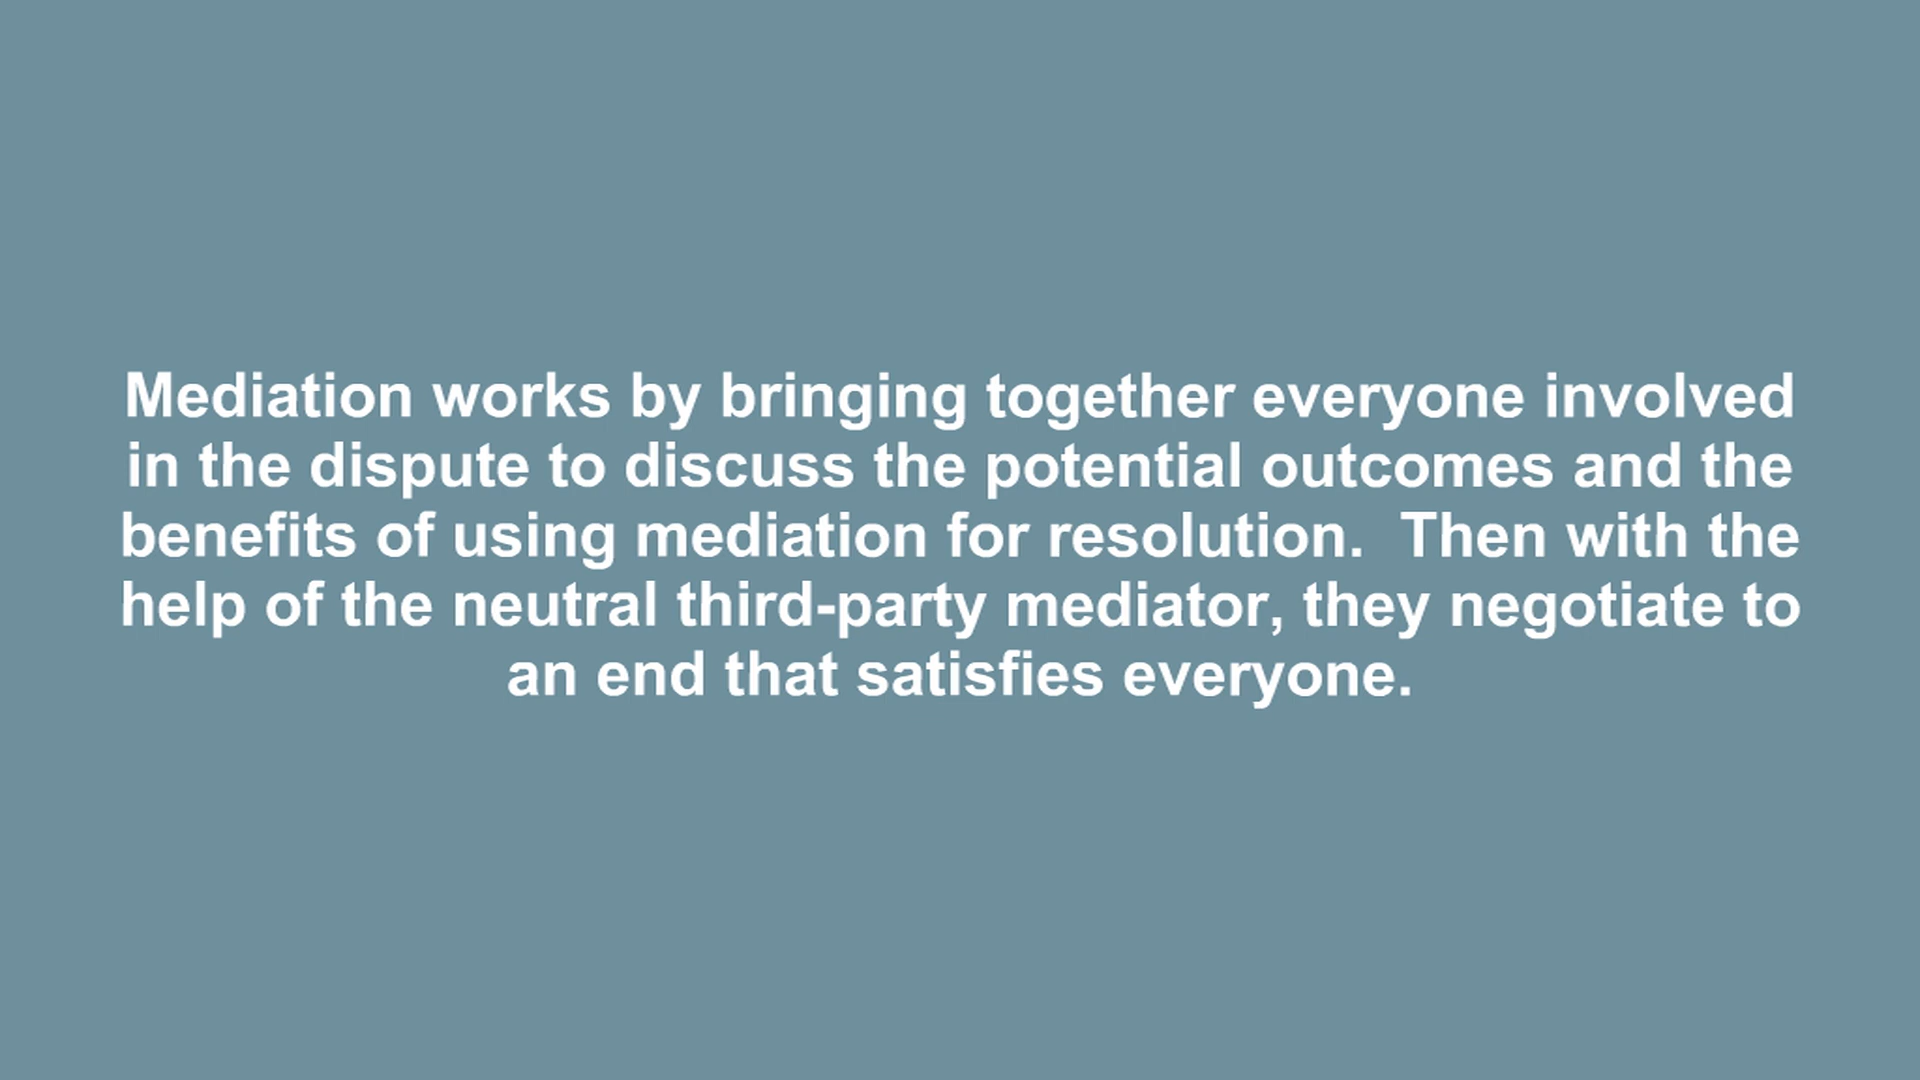 Mediation works by bringing together everyone involved
in the dispute to discuss the potential outcomes and the
benefits of using mediation for resolution.  Then with the
help of the neutral third-party mediator, they negotiate to
an end that satisfies everyone.